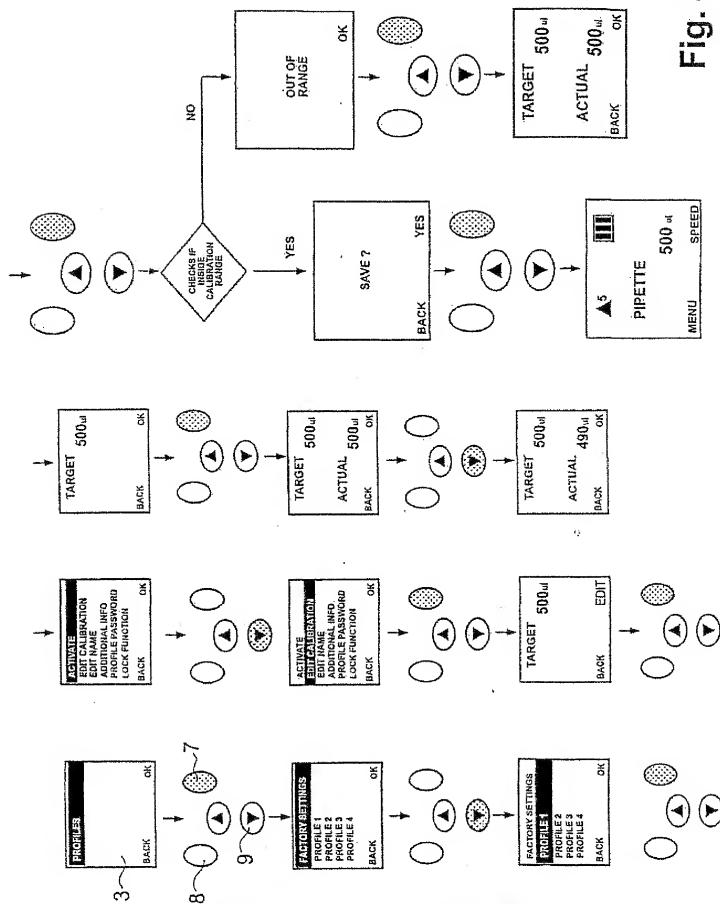 PROFILES
BACK OK
3
8
7
9
FACTORY SETTINGS
PROFILE 1
PROFILE 2
PROFILE 3
PROFILE 4
BACK OK
FACTORY SETTINGS
PROFILE 1
PROFILE 2
PROFILE 3
PROFILE 4
BACK OK
ACTIVATE
EDIT CALIBRATION
EDIT NAME
ADDITIONAL INFO
PROFILE PASSWORD
LOCK FUNCTION
BACK OK
ACTIVATE
EDIT CALIBRATION
EDIT NAME
ADDITIONAL INFO.
PROFILE PASSWORD
LOCK FUNCTION
BACK OK
TARGET 500ul
BACK EDIT
TARGET 500ul
BACK OK
TARGET 500ul
ACTUAL 500ul
BACK OK
TARGET 500ul
ACTUAL 490ul
BACK OK
CHECKS IF
INSIDE
CALIBRATION
RANGE
YES
NO
SAVE ?
BACK YES
5
PIPETTE
500 ul
MENU SPEED
OUT OF
RANGE
OK
TARGET 500ul
ACTUAL 500ul
BACK OK
Fig.